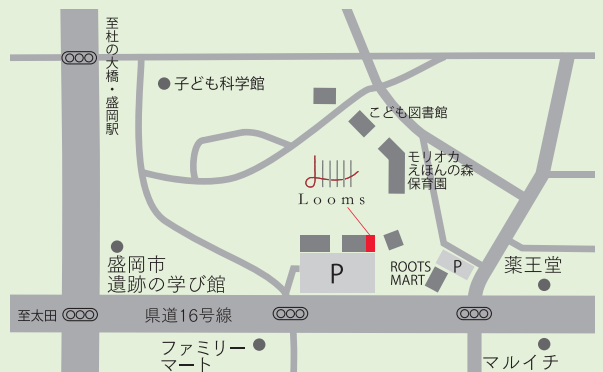 至杜の大橋・盛岡駅
子ども科学館
こども図書館
モリオカ
えほんの森
保育園
Looms
盛岡市
遺跡の学び館
P
ROOTS
MART
P
薬王堂
至太田
県道16号線
ファミリー
マート
マルイチ